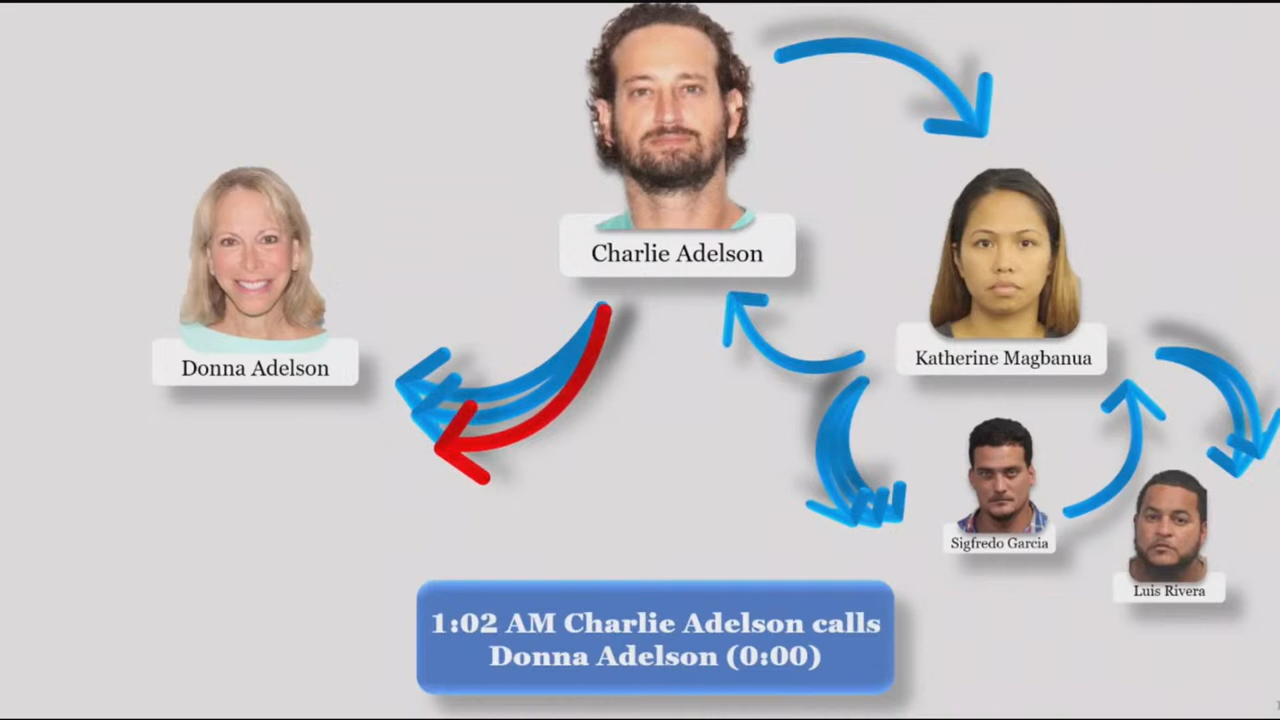 Charlie Adelson
Donna Adelson
Katherine Magbanua
Sigfredo Garcia
Luis Rivera
1:02 AM Charlie Adelson calls
Donna Adelson (0:00)